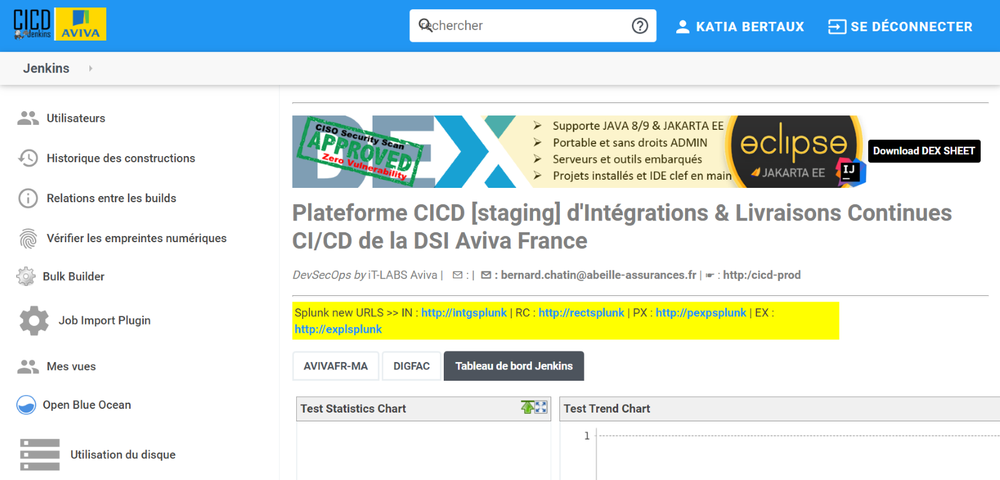 CICD
Jenkins
AVIVA
rechercher
KATIA BERTAUX
SE DÉCONNECTER
Jenkins
Utilisateurs
Historique des constructions
Relations entre les builds
Vérifier les empreintes numériques
Bulk Builder
Job Import Plugin
Mes vues
Open Blue Ocean
Utilisation du disque
DEX
CISO Security Scan
APPROVED
Zero Vulnerability
➢ Supporte JAVA 8/9 & JAKARTA EE
➢ Portable et sans droits ADMIN
➢ Serveurs et outils embarqués
➢ Projets installés et IDE clef en main
eclipse
JAKARTA EE
IJ
Download DEX SHEET
Plateforme CICD [staging] d'Intégrations & Livraisons Continues
CI/CD de la DSI Aviva France
DevSecOps by iT-LABS Aviva | ✉ : | ✉ : bernard.chatin@abeille-assurances.fr | ☛ : http:/cicd-prod
Splunk new URLS >> IN : http://intgsplunk | RC : http://rectsplunk | PX : http://pexpsplunk | EX :
http://explsplunk
AVIVAFR-MA
DIGFAC
Tableau de bord Jenkins
Test Statistics Chart
Test Trend Chart
1